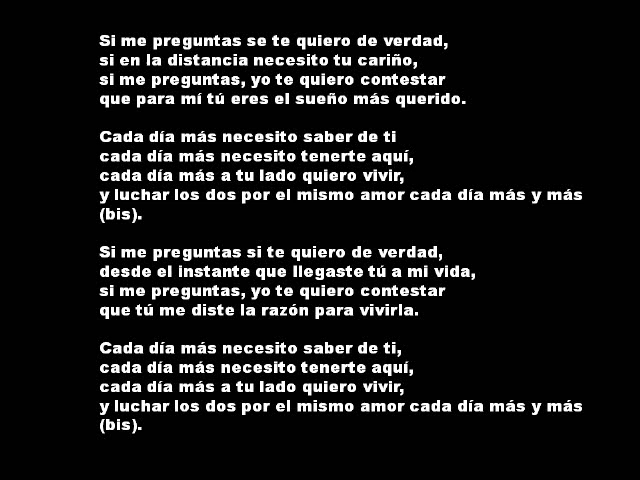 Si me preguntas se te quiero de verdad,
si en la distancia necesito tu cariño,
si me preguntas, yo te quiero contestar
que para mí tú eres el sueño más querido.
Cada día más necesito saber de ti
cada día más necesito tenerte aquí,
cada día más a tu lado quiero vivir,
y luchar los dos por el mismo amor cada día más y más
(bis).
Si me preguntas si te quiero de verdad,
desde el instante que llegaste tú a mi vida,
si me preguntas, yo te quiero contestar
que tú me diste la razón para vivirla.
Cada día más necesito saber de ti,
cada día más necesito tenerte aquí,
cada día más a tu lado quiero vivir,
y luchar los dos por el mismo amor cada día más y más
(bis).